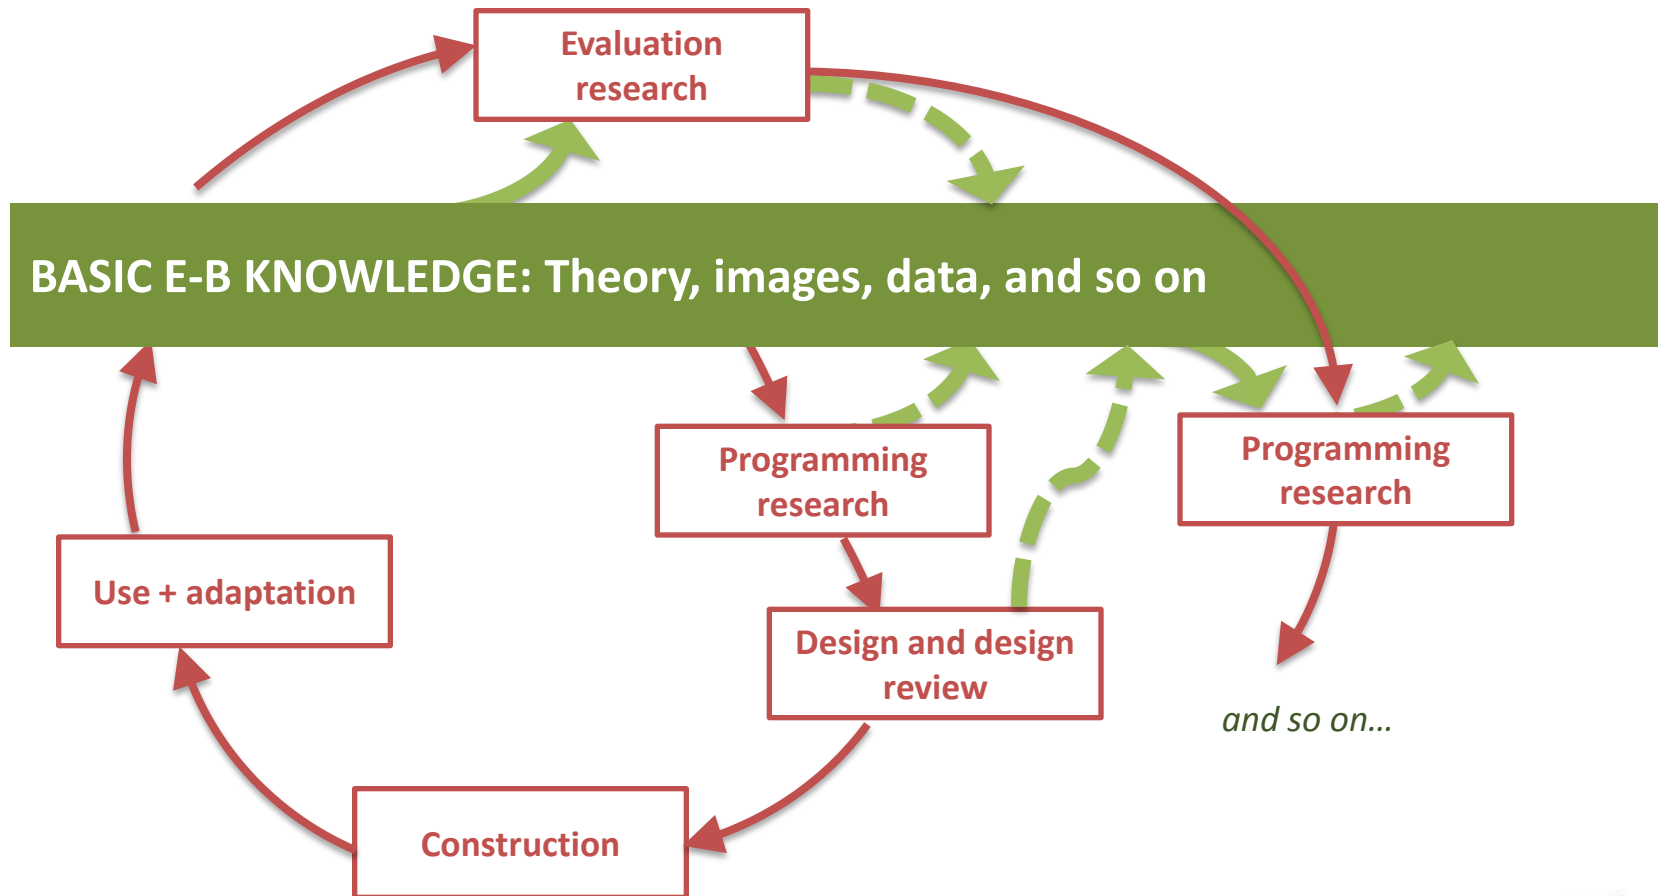 Evaluation
research
BASIC E-B KNOWLEDGE: Theory, images, data, and so on
Programming
research
Programming
research
Use + adaptation
Design and design
review
and so on...
Construction